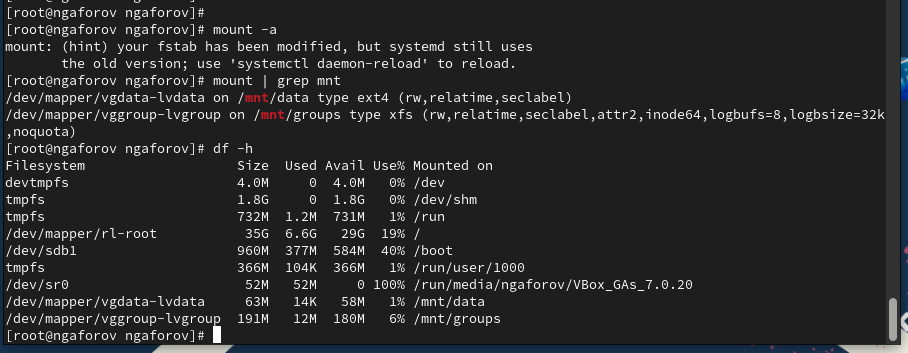 [root@ngaforov ngaforov]#
[root@ngaforov ngaforov]# mount -a
mount: (hint) your fstab has been modified, but systemd still uses
       the old version; use 'systemctl daemon-reload' to reload.
[root@ngaforov ngaforov]# mount | grep mnt
/dev/mapper/vgdata-lvdata on /mnt/data type ext4 (rw,relatime,seclabel)
/dev/mapper/vggroup-lvgroup on /mnt/groups type xfs (rw,relatime,seclabel,attr2,inode64,logbufs=8,logbsize=32k
,noquota)
[root@ngaforov ngaforov]# df -h
Filesystem                   Size  Used Avail Use% Mounted on
devtmpfs                     4.0M     0  4.0M   0% /dev
tmpfs                        1.8G     0  1.8G   0% /dev/shm
tmpfs                        732M  1.2M  731M   1% /run
/dev/mapper/rl-root           35G  6.6G   29G  19% /
/dev/sdb1                    960M  377M  584M  40% /boot
tmpfs                        366M  104K  366M   1% /run/user/1000
/dev/sr0                      52M   52M     0 100% /run/media/ngaforov/VBox_GAs_7.0.20
/dev/mapper/vgdata-lvdata     63M   14K   58M   1% /mnt/data
/dev/mapper/vggroup-lvgroup  191M   12M  180M   6% /mnt/groups
[root@ngaforov ngaforov]#